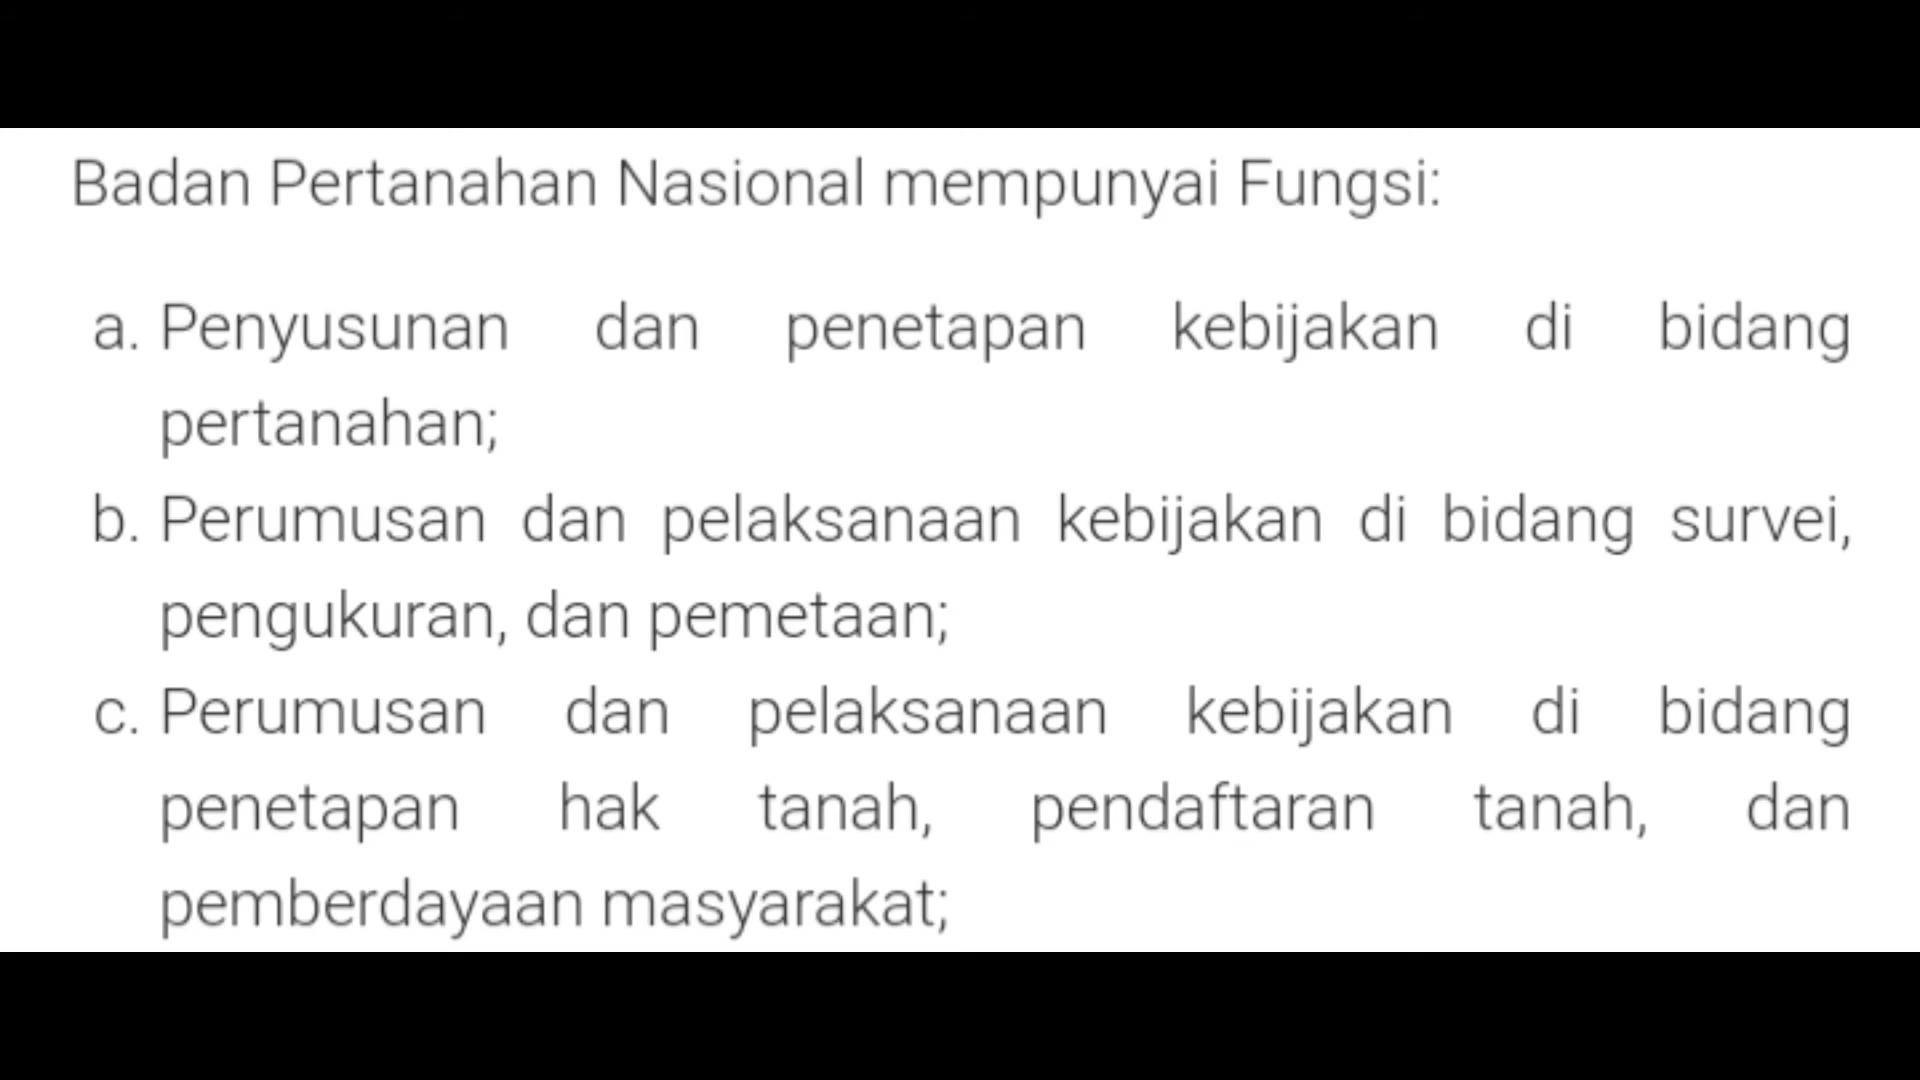 Badan Pertanahan Nasional mempunyai Fungsi:
a. Penyusunan dan penetapan kebijakan di bidang
pertanahan;
b. Perumusan dan pelaksanaan kebijakan di bidang survei,
pengukuran, dan pemetaan;
c. Perumusan dan pelaksanaan kebijakan di bidang
penetapan hak tanah, pendaftaran tanah, dan
pemberdayaan masyarakat;